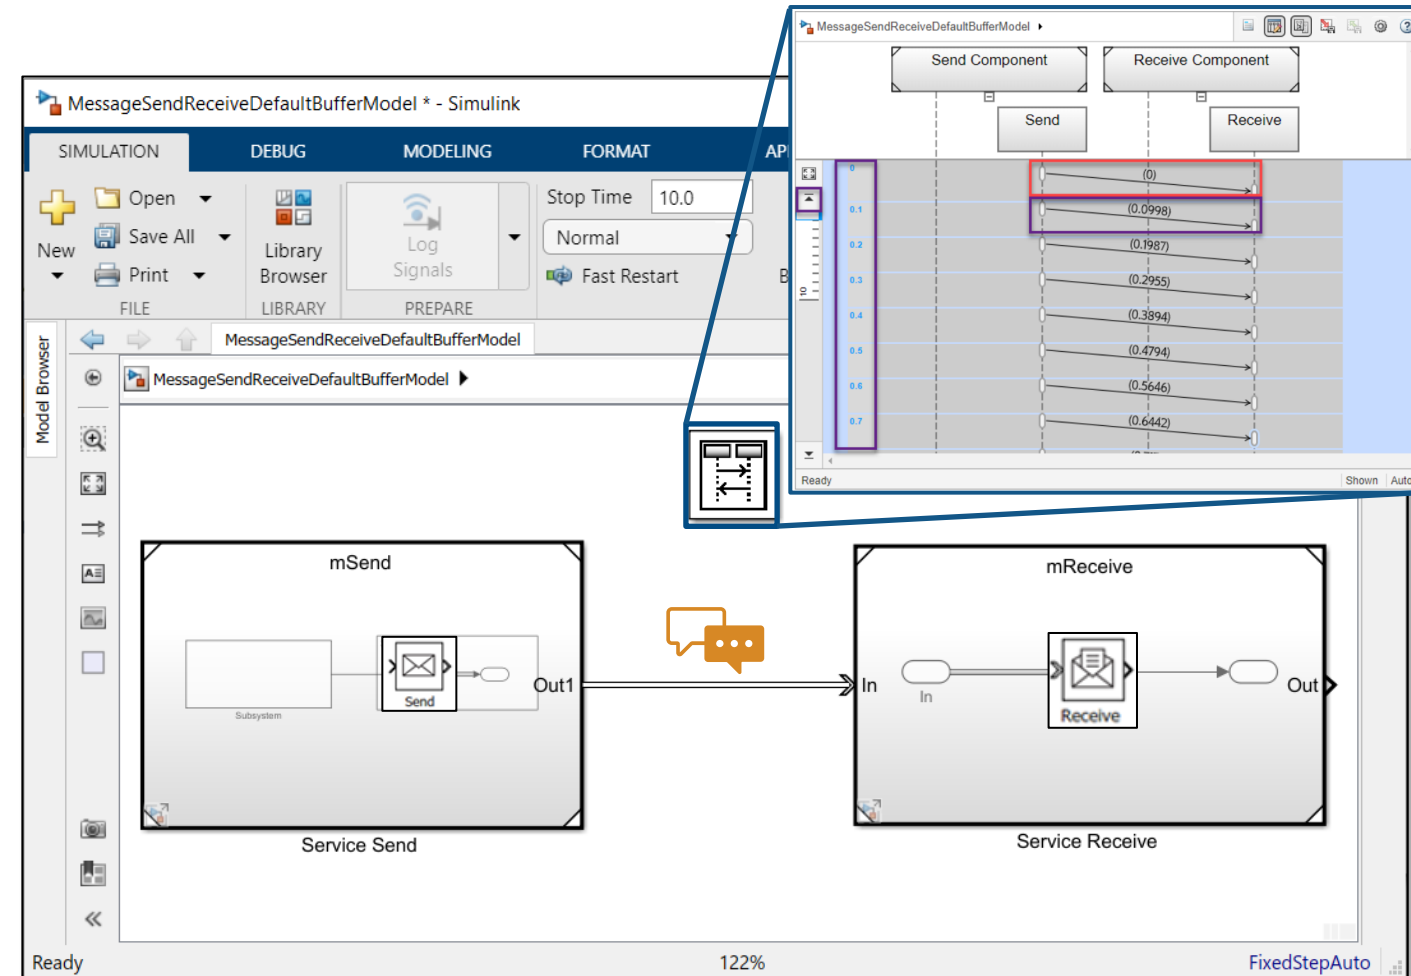 MessageSendReceiveDefaultBufferModel
Send Component
Receive Component
Send
Receive
0
(0)
0.1
(0.0998)
0.2
(0.1987)
0.3
(0.2955)
0.4
(0.3894)
0.5
(0.4794)
0.6
(0.5646)
0.7
(0.6442)
10
Ready
Shown
Auto
MessageSendReceiveDefaultBufferModel * - Simulink
SIMULATION
DEBUG
MODELING
FORMAT
AP
New
Open
Save All
Print
FILE
Library
Browser
LIBRARY
Log
Signals
PREPARE
Stop Time
10.0
Normal
Fast Restart
B
Model Browser
MessageSendReceiveDefaultBufferModel
MessageSendReceiveDefaultBufferModel
mSend
Subsystem
Send
Out1
Service Send
mReceive
In
In
Receive
Out
Service Receive
Ready
122%
FixedStepAuto